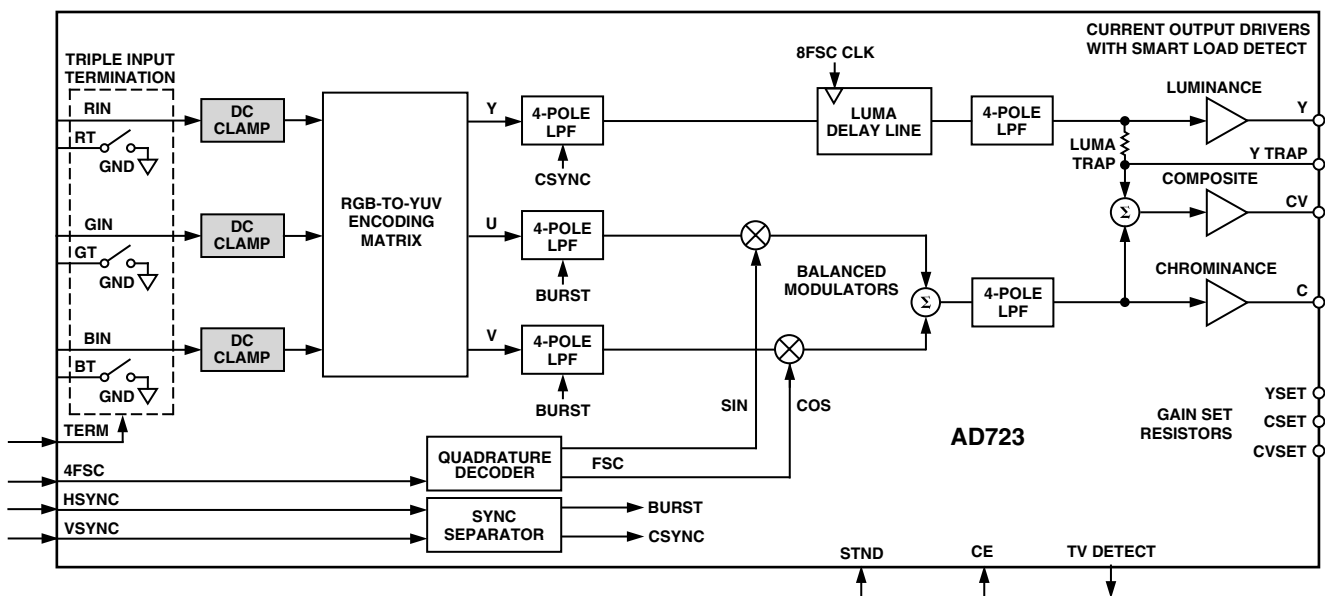 CURRENT OUTPUT DRIVERS
WITH SMART LOAD DETECT
TRIPLE INPUT
TERMINATION
8FSC CLK
RIN
DC
CLAMP
Y
4-POLE
LPF
LUMA
DELAY LINE
4-POLE
LPF
LUMINANCE
Y
RT
GND
CSYNC
LUMA
TRAP
Y TRAP
RGB-TO-YUV
ENCODING
MATRIX
GIN
DC
CLAMP
U
4-POLE
LPF
COMPOSITE
Σ
CV
GT
GND
BURST
BALANCED
MODULATORS
Σ
4-POLE
LPF
CHROMINANCE
C
BIN
DC
CLAMP
V
4-POLE
LPF
BT
GND
BURST
SIN
COS
YSET
GAIN SET
RESISTORS
CSET
CVSET
TERM
AD723
4FSC
QUADRATURE
DECODER
FSC
HSYNC
SYNC
SEPARATOR
BURST
VSYNC
CSYNC
STND
CE
TV DETECT